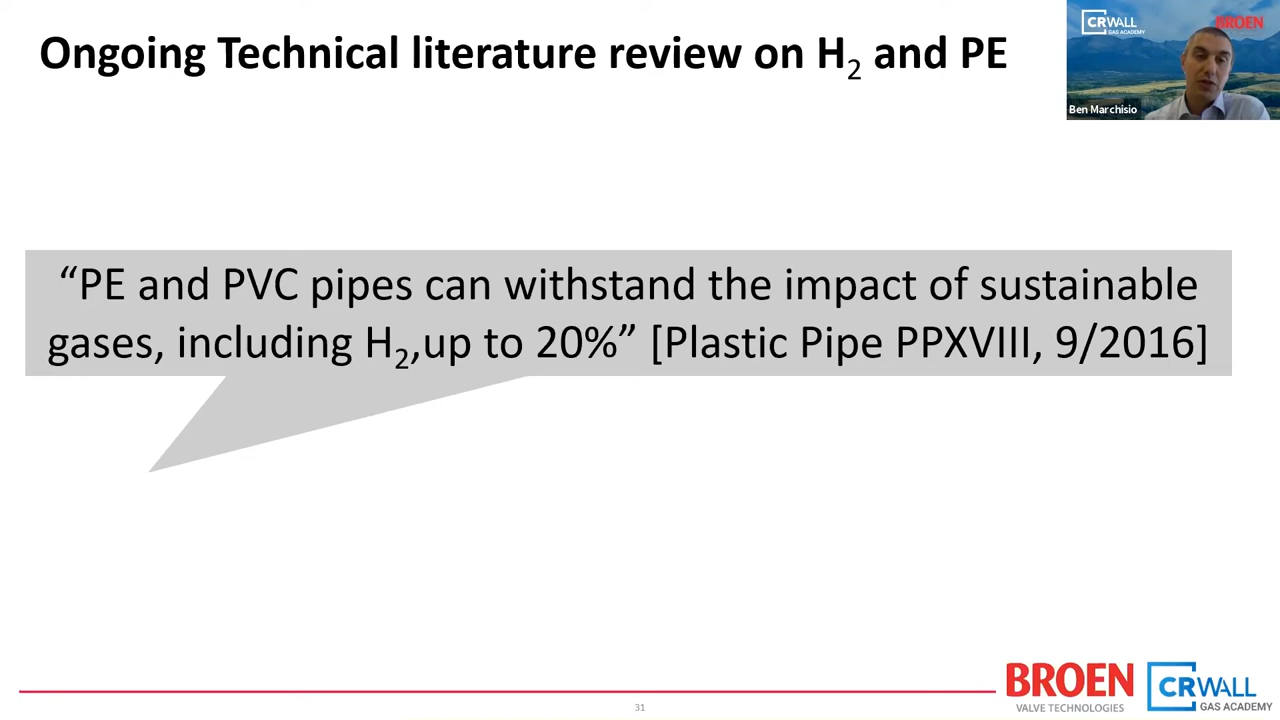 Ongoing Technical literature review on H₂ and PE
CRWALL
GAS ACADEMY
BROEN
Ben Marchisio
“PE and PVC pipes can withstand the impact of sustainable
gases, including H₂,up to 20%” [Plastic Pipe PPXVIII, 9/2016]
31
BROEN
VALVE TECHNOLOGIES
CRWALL
GAS ACADEMY